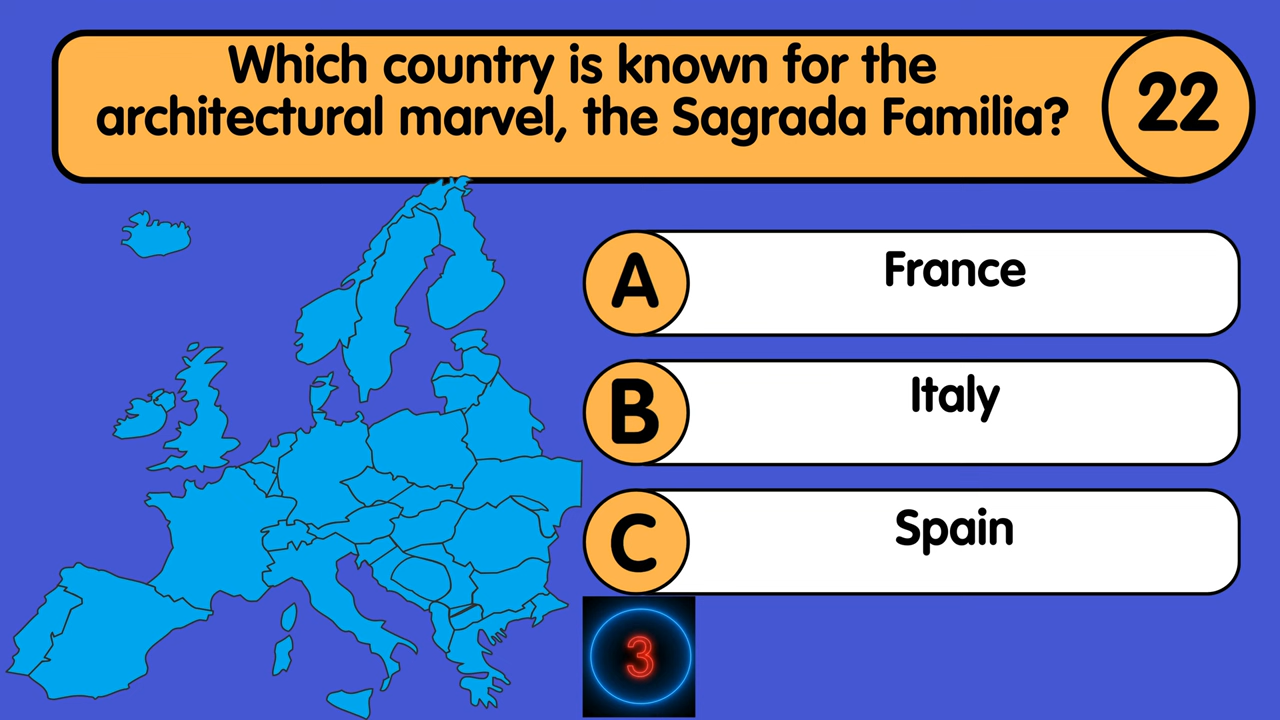 Which country is known for the
architectural marvel, the Sagrada Familia?
22
A
France
B
Italy
C
Spain
3